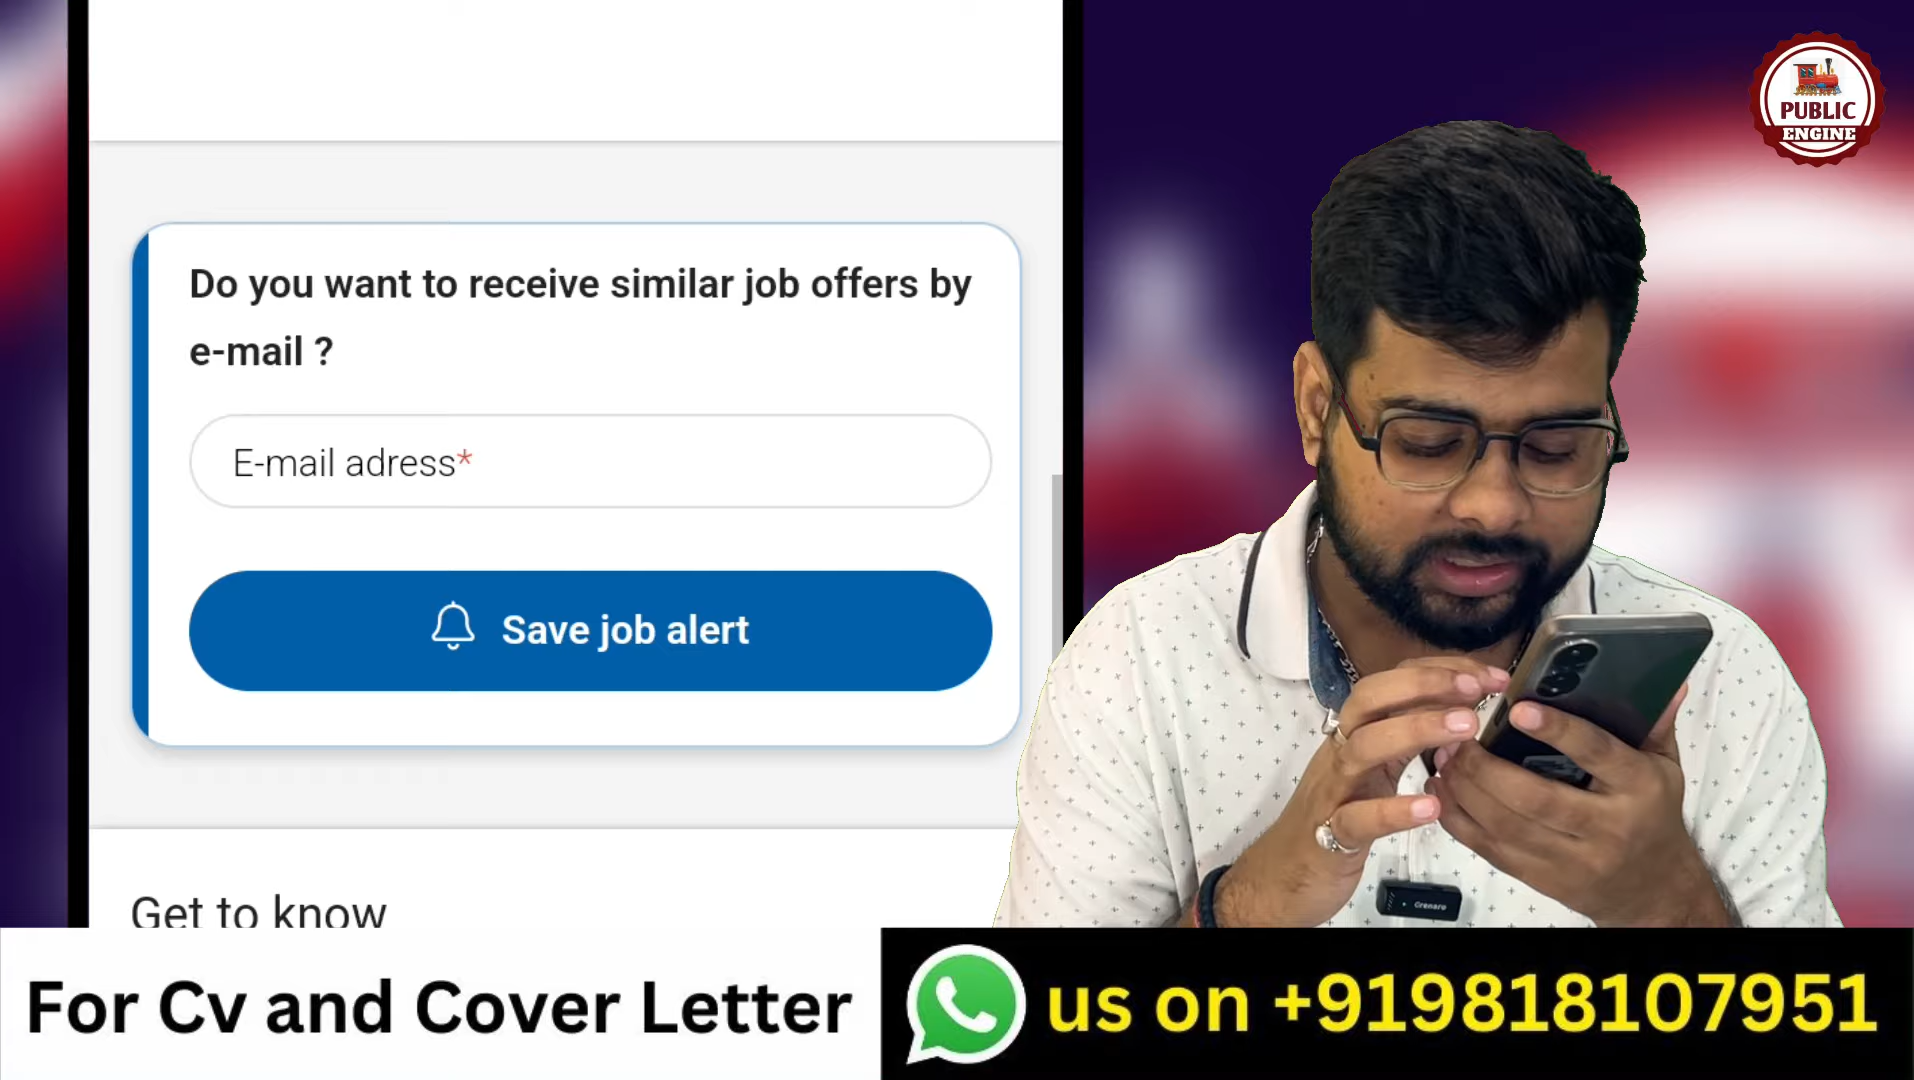 PUBLIC
ENGINE
Do you want to receive similar job offers by
e-mail ?
E-mail adress*
Save job alert
Get to know
Grenaro
For Cv and Cover Letter
us on +919818107951